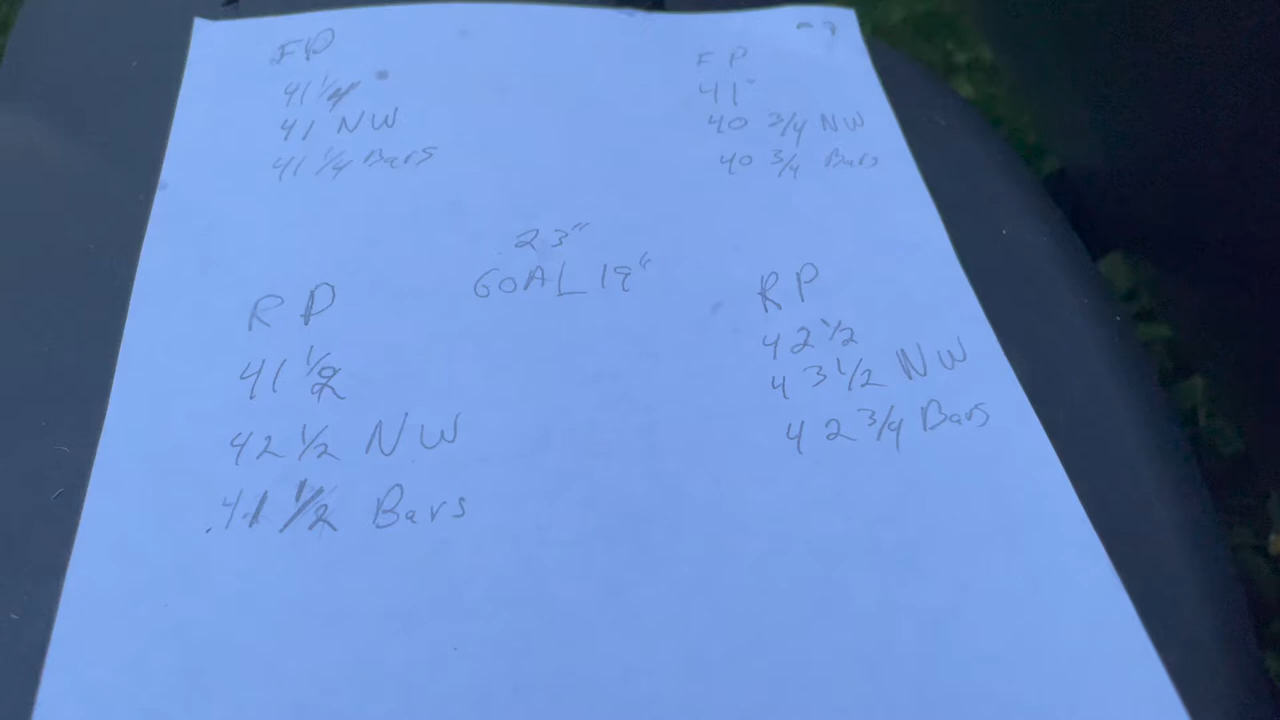 FP
41 1/4
41 NW
41 1/4 Bars
FP
41"
40 3/4 NW
40 3/4 Bars
23"
GOAL 19"
RP
41 1/2
42 1/2 NW
41 1/2 Bars
RP
42 1/2
43 1/2 NW
42 3/4 Bars